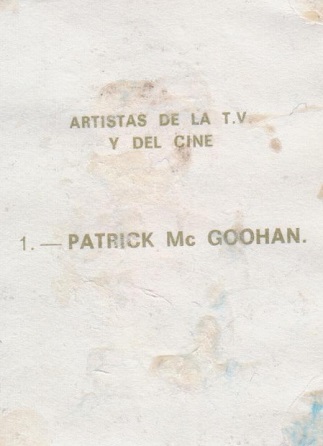 ARTISTAS DE LA T.V
Y DEL CINE
1.— PATRICK Mc GOOHAN.